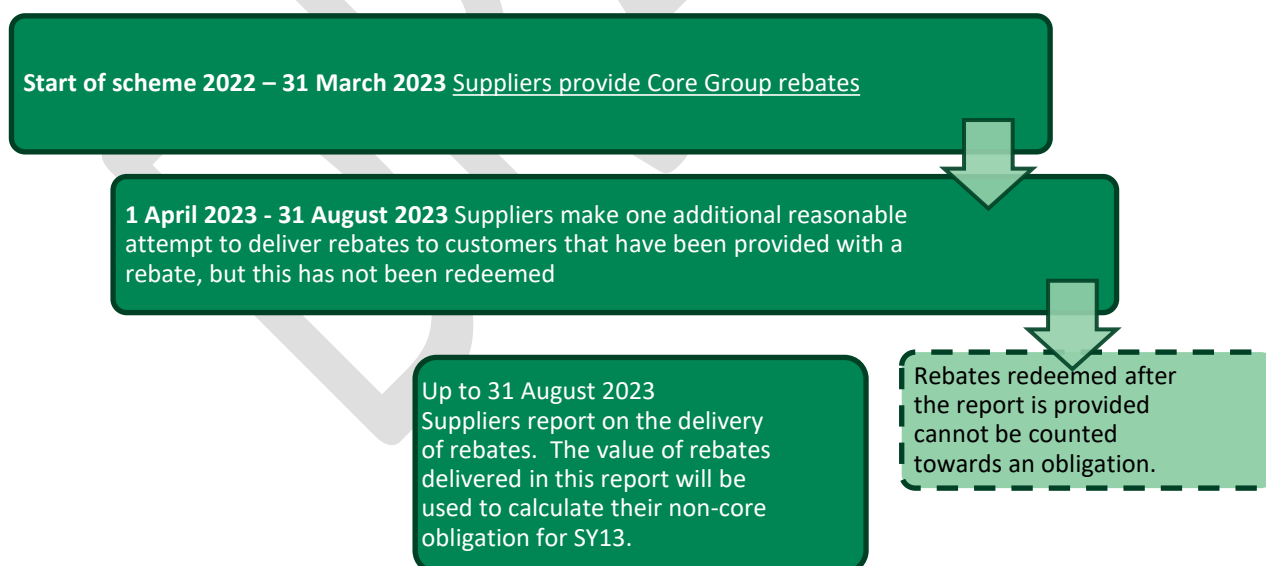 Start of scheme 2022 – 31 March 2023 Suppliers provide Core Group rebates
1 April 2023 - 31 August 2023 Suppliers make one additional reasonable
attempt to deliver rebates to customers that have been provided with a
rebate, but this has not been redeemed
Up to 31 August 2023
Suppliers report on the delivery
of rebates.  The value of rebates
delivered in this report will be
used to calculate their non-core
obligation for SY13.
Rebates redeemed after
the report is provided
cannot be counted
towards an obligation.